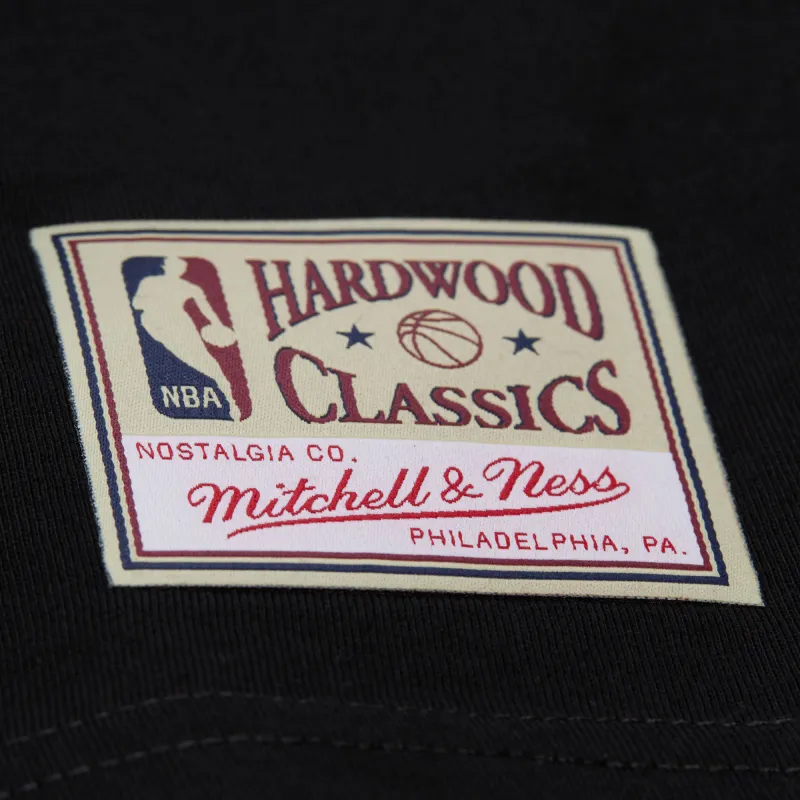 HARDWOOD
CLASSICS
NBA
NOSTALGIA CO.
Mitchell & Ness
PHILADELPHIA, PA.